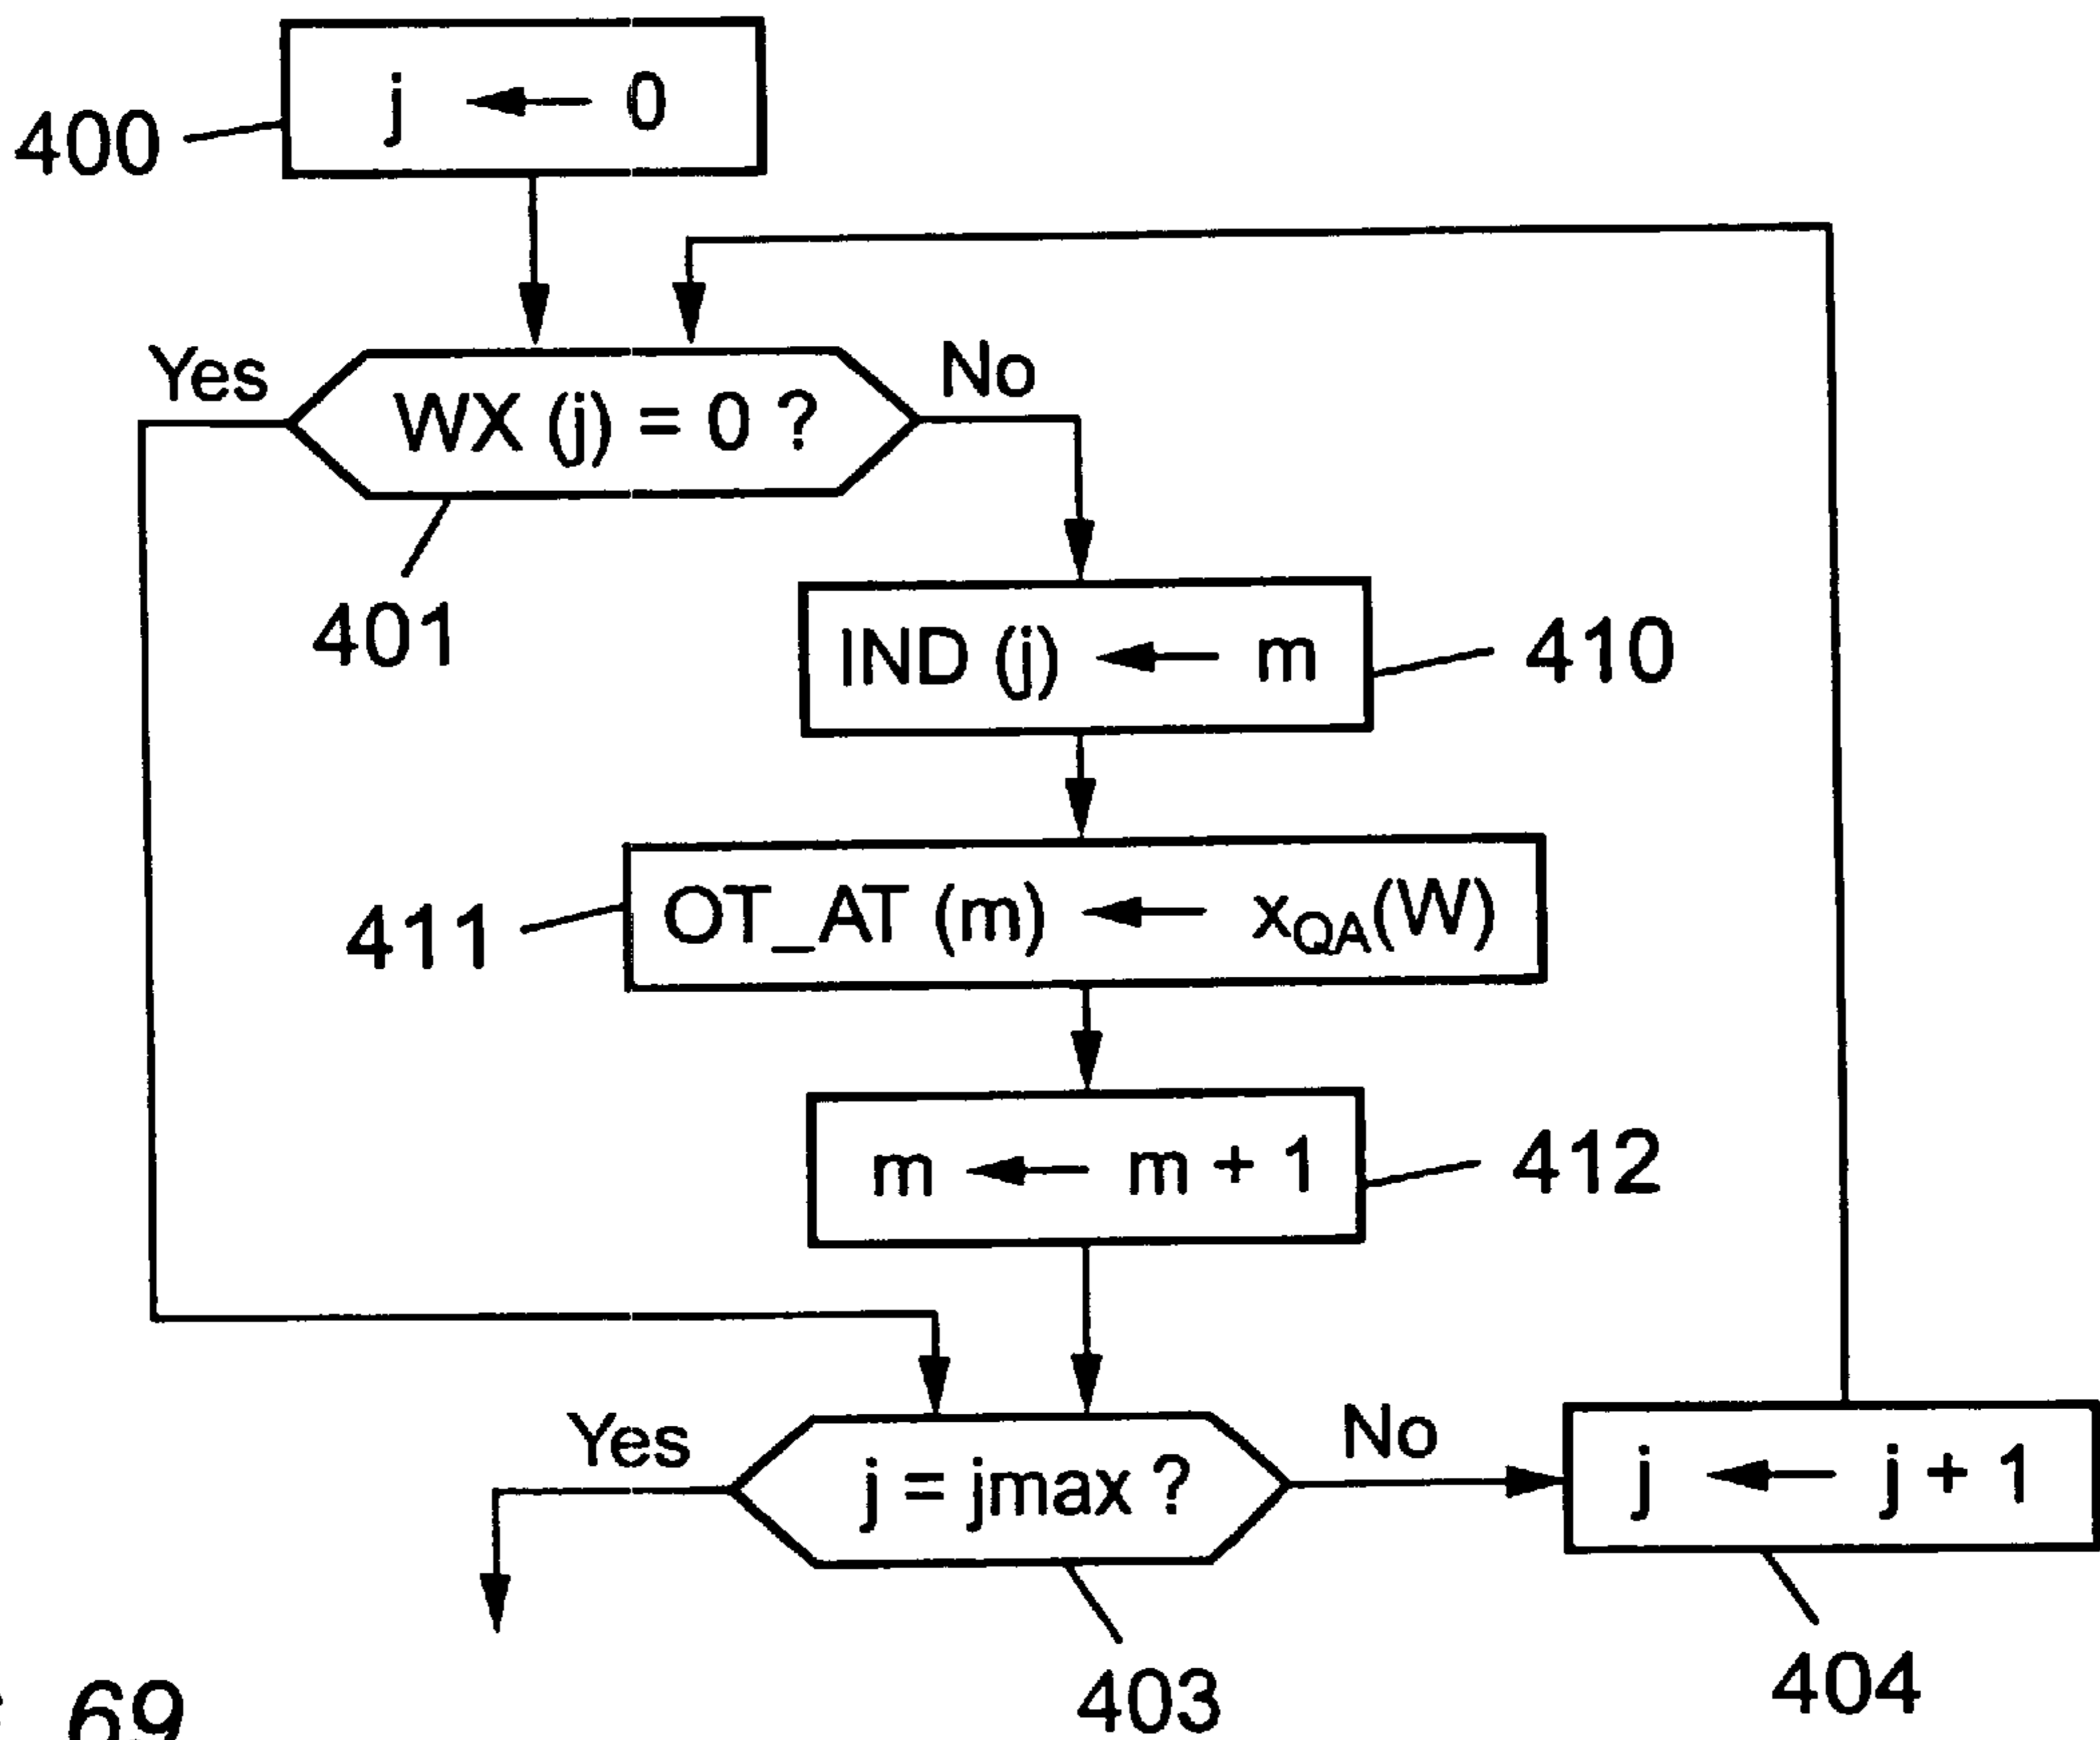 j ← 0
400
Yes
No
WX (j) = 0 ?
401
IND (j) ← m
410
OT_AT (m) ← xQA(W)
411
m ← m + 1
412
Yes
No
j = jmax ?
j ← j + 1
403
404
69